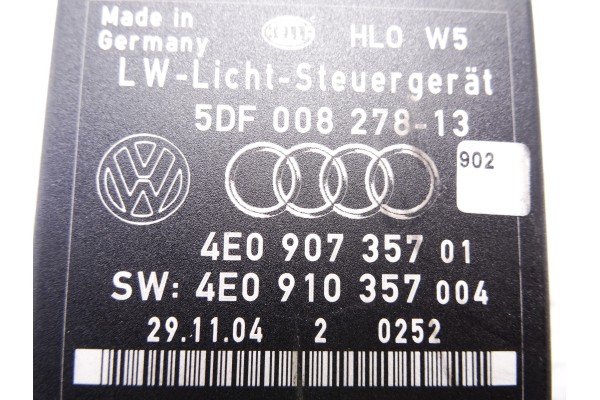 Made in
Germany
HLO W5
LW-Licht-Steuergerät
5DF 008 278-13
902
4E0 907 357 01
SW: 4E0 910 357 004
29.11.04 2 0252